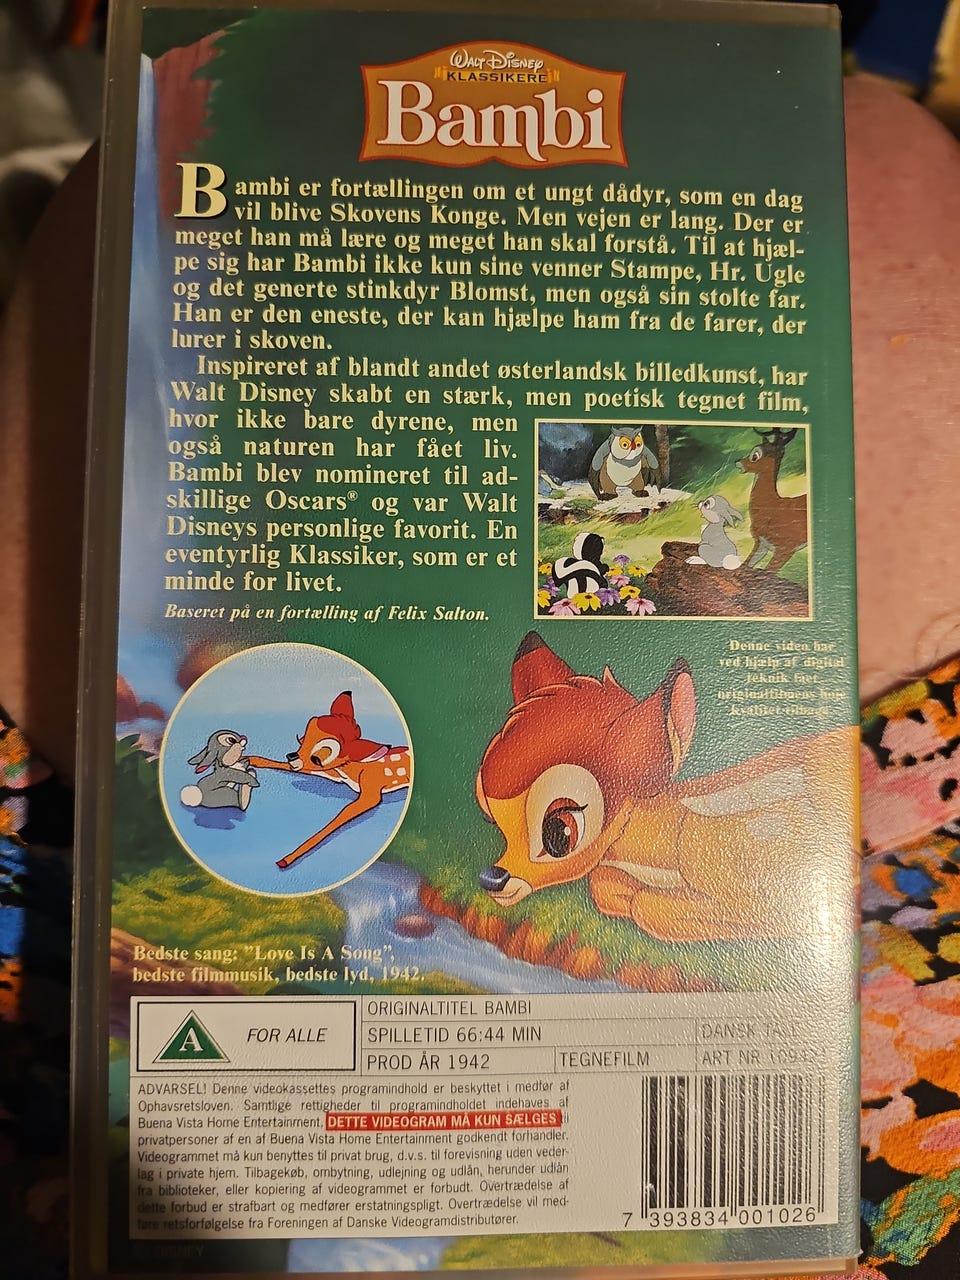 WALT DISNEY
KLASSIKERE
Bambi
Bambi er fortællingen om et ungt dådyr, som en dag
vil blive Skovens Konge. Men vejen er lang. Der er
meget han må lære og meget han skal forstå. Til at hjæl-
pe sig har Bambi ikke kun sine venner Stampe, Hr. Ugle
og det generte stinkdyr Blomst, men også sin stolte far.
Han er den eneste, der kan hjælpe ham fra de farer, der
lurer i skoven.
Inspireret af blandt andet østerlandsk billedkunst, har
Walt Disney skabt en stærk, men poetisk tegnet film,
hvor ikke bare dyrene, men
også naturen har fået liv.
Bambi blev nomineret til ad-
skillige Oscars® og var Walt
Disneys personlige favorit. En
eventyrlig Klassiker, som er et
minde for livet.
Baseret på en fortælling af Felix Salton.
Denne video har
ved hjælp af digital
teknik fået
originalfilmens høje
kvalitet tilbage
Bedste sang: "Love Is A Song",
bedste filmmusik, bedste lyd, 1942.
A FOR ALLE
ORIGINALTITEL BAMBI
SPILLETID 66:44 MIN DANSK TALE
PROD ÅR 1942 TEGNEFILM ART NR
ADVARSEL! Denne videokassettes programindhold er beskyttet i medfør af
Ophavsretsloven. Samtlige rettigheder til programindholdet indehaves af
Buena Vista Home Entertainment. DETTE VIDEOGRAM MÅ KUN SÆLGES til
privatpersoner af en af Buena Vista Home Entertainment godkendt forhandler.
Videogrammet må kun benyttes til privat brug, d.v.s. til forevisning uden veder-
lag i private hjem. Tilbagekøb, ombytning, udlejning og udlån, herunder udlån
fra biblioteker, eller kopiering af videogrammet er forbudt. Overtrædelse af
dette forbud er strafbart og medfører erstatningspligt. Overtrædelse vil med-
føre retsforfølgelse fra Foreningen af Danske Videogramdistributører.
7 393834 001026
© DISNEY